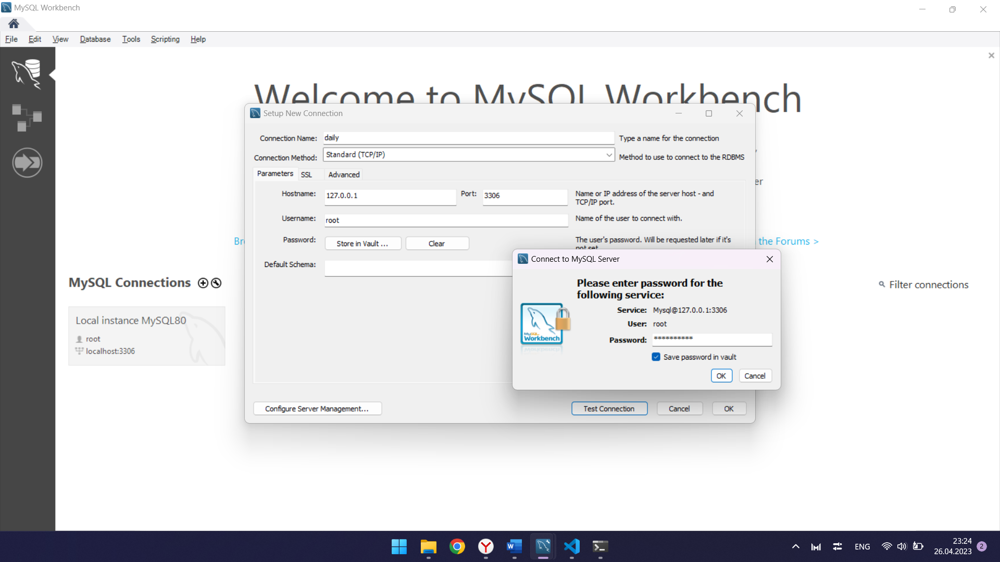 MySQL Workbench
File Edit View Database Tools Scripting Help
Welcome to MySQL Workbench
Setup New Connection
Connection Name: daily Type a name for the connection
Connection Method: Standard (TCP/IP) Method to use to connect to the RDBMS
Parameters SSL Advanced
Hostname: 127.0.0.1 Port: 3306 Name or IP address of the server host - and
TCP/IP port.
Username: root Name of the user to connect with.
Password: Store in Vault ... Clear The user's password. Will be requested later if it's
not set.
Default Schema:
the Forums >
Connect to MySQL Server
Please enter password for the
following service:
Service: Mysql@127.0.0.1:3306
User: root
Password: **********
Save password in vault
OK Cancel
MySQL Workbench
MySQL Connections
Filter connections
Local instance MySQL80
root
localhost:3306
Configure Server Management... Test Connection Cancel OK
ENG
23:24
26.04.2023
2